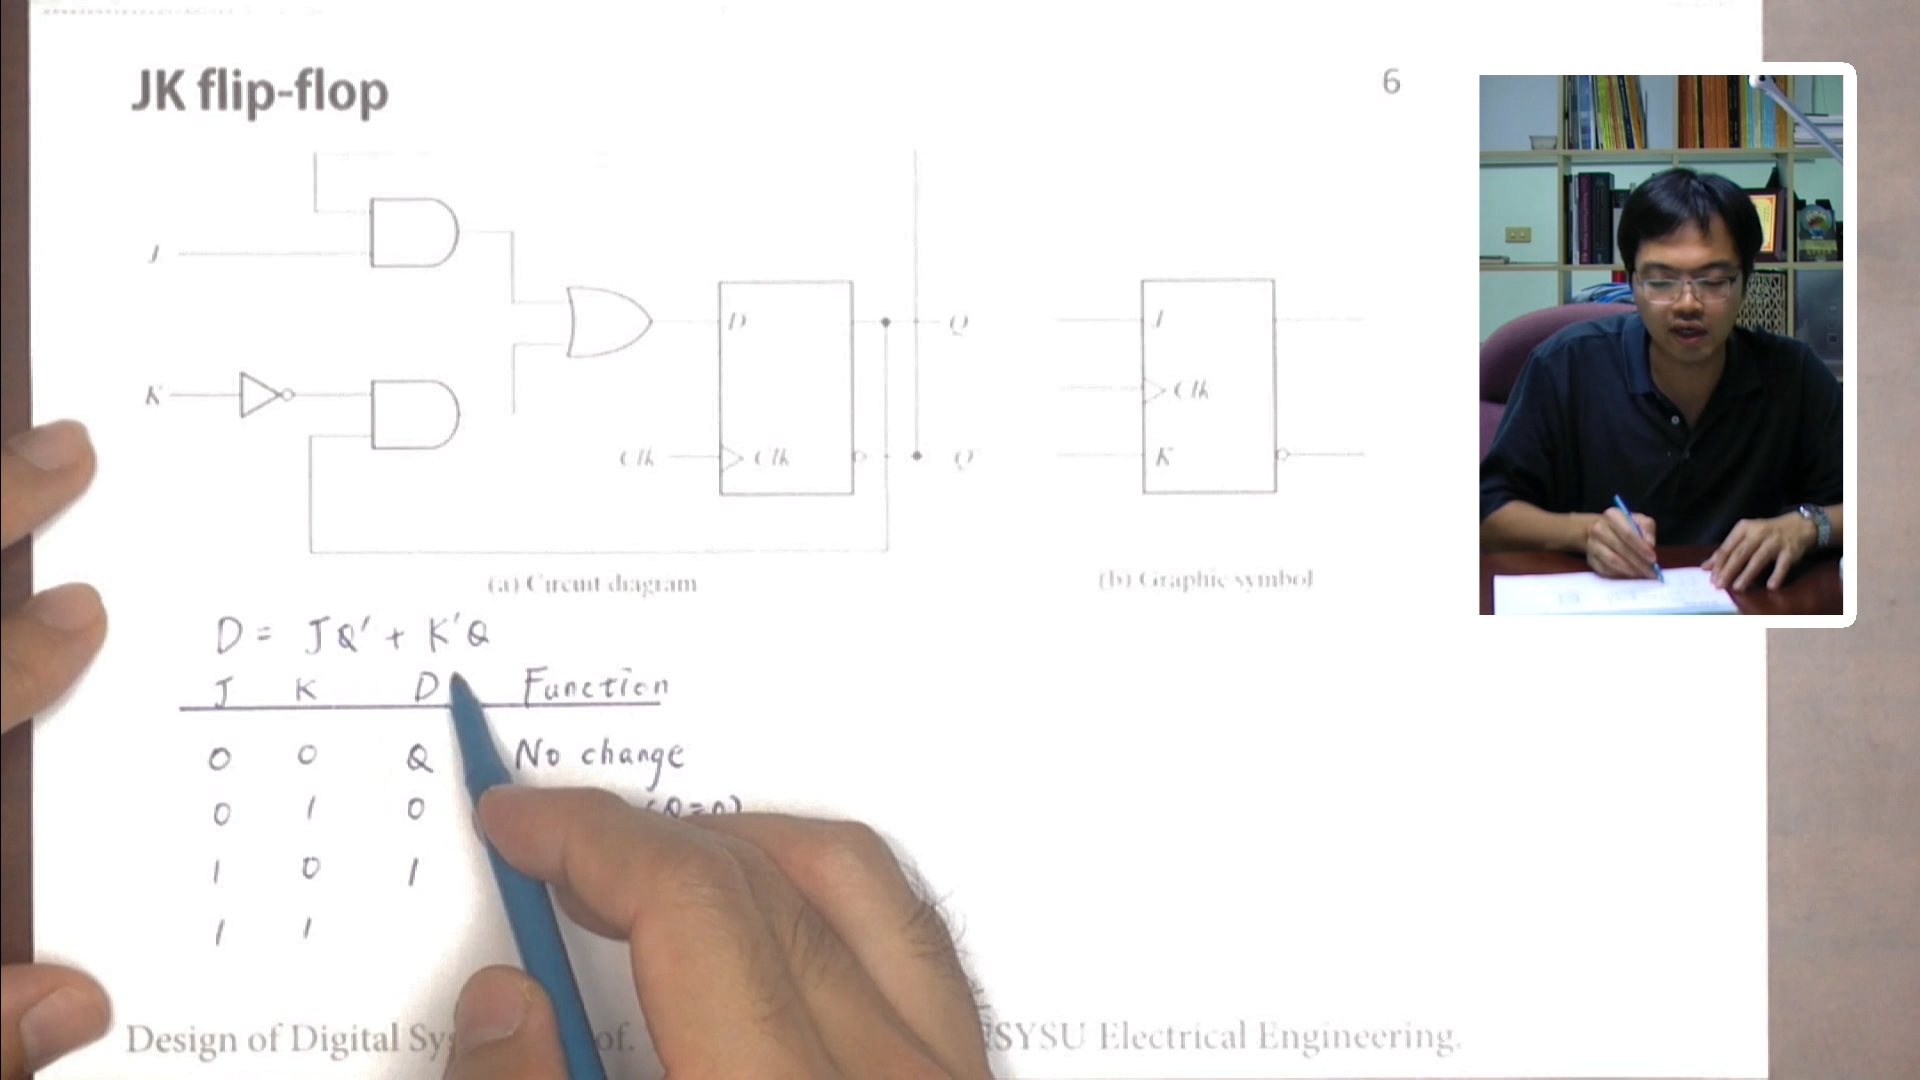 JK flip-flop
6
J
D
Q
J
K
Clk
Clk
Clk
Q'
K
(a) Circuit diagram
(b) Graphic symbol
D = JQ' + K'Q
J K D Function
0 0 Q No change
0 1 0 (Q=0)
1 0 1
1 1
Design of Digital
of.
SYSU Electrical Engineering.